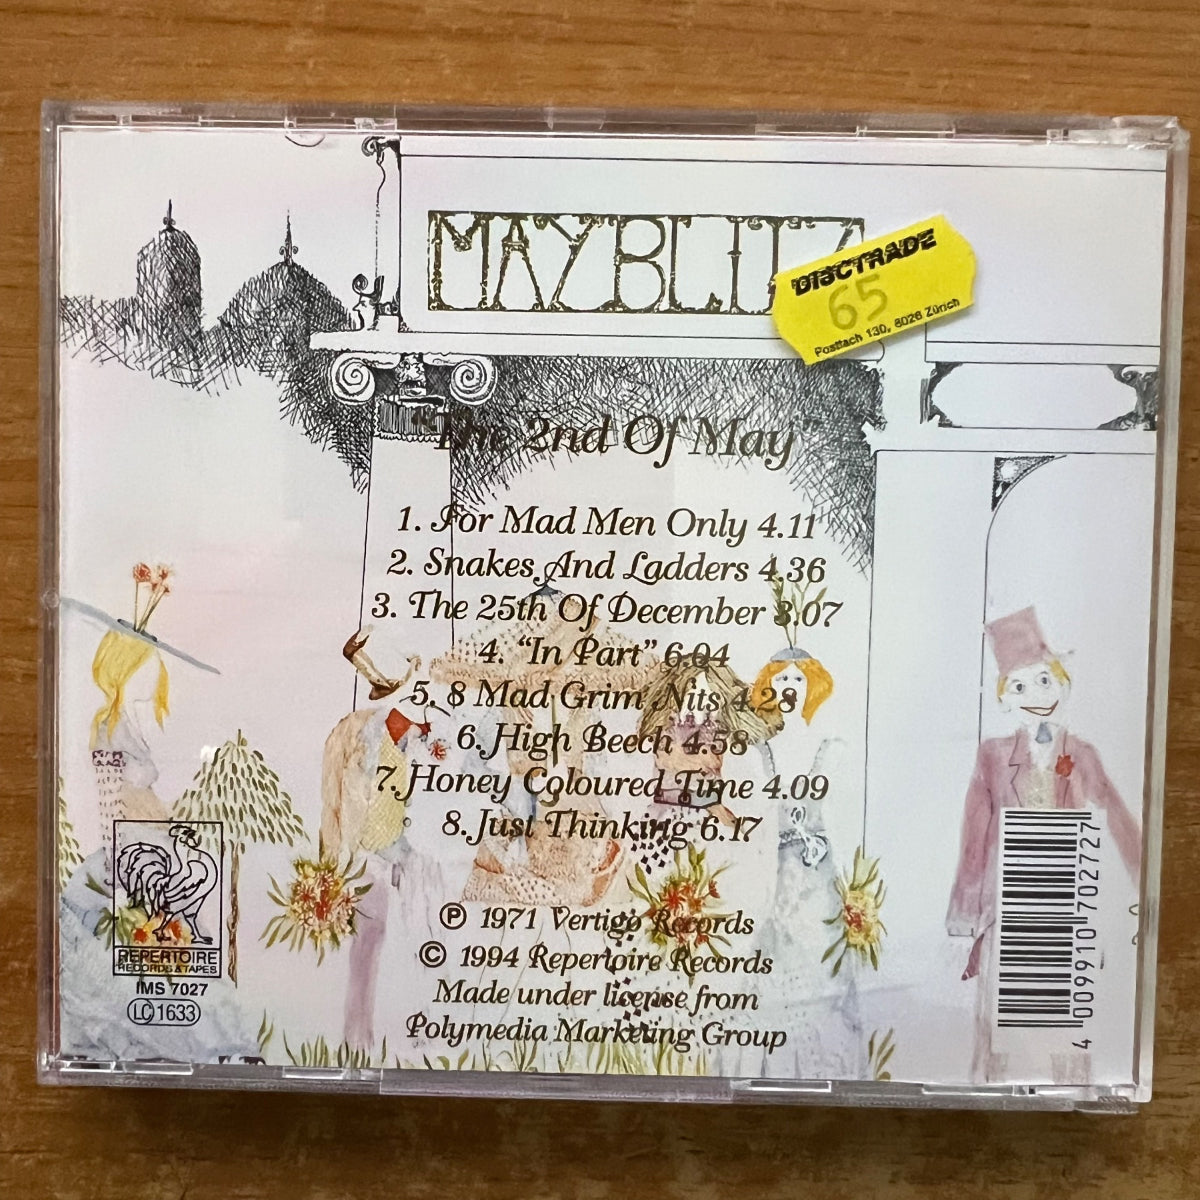 MAY BLITZ
DISCTRADE
65
Postfach 130, 8026 Zürich
"The 2nd Of May"
1. For Mad Men Only 4.11
2. Snakes And Ladders 4.36
3. The 25th Of December 3.07
4. "In Part" 6.04
5. 8 Mad Grim Nits 4.28
6. High Beech 4.58
7. Honey Coloured Time 4.09
8. Just Thinking 6.17
℗ 1971 Vertigo Records
© 1994 Repertoire Records
Made under license from
Polymedia Marketing Group
REPERTOIRE
RECORDS & TAPES
IMS 7027
LC 1633
4 009910 702727